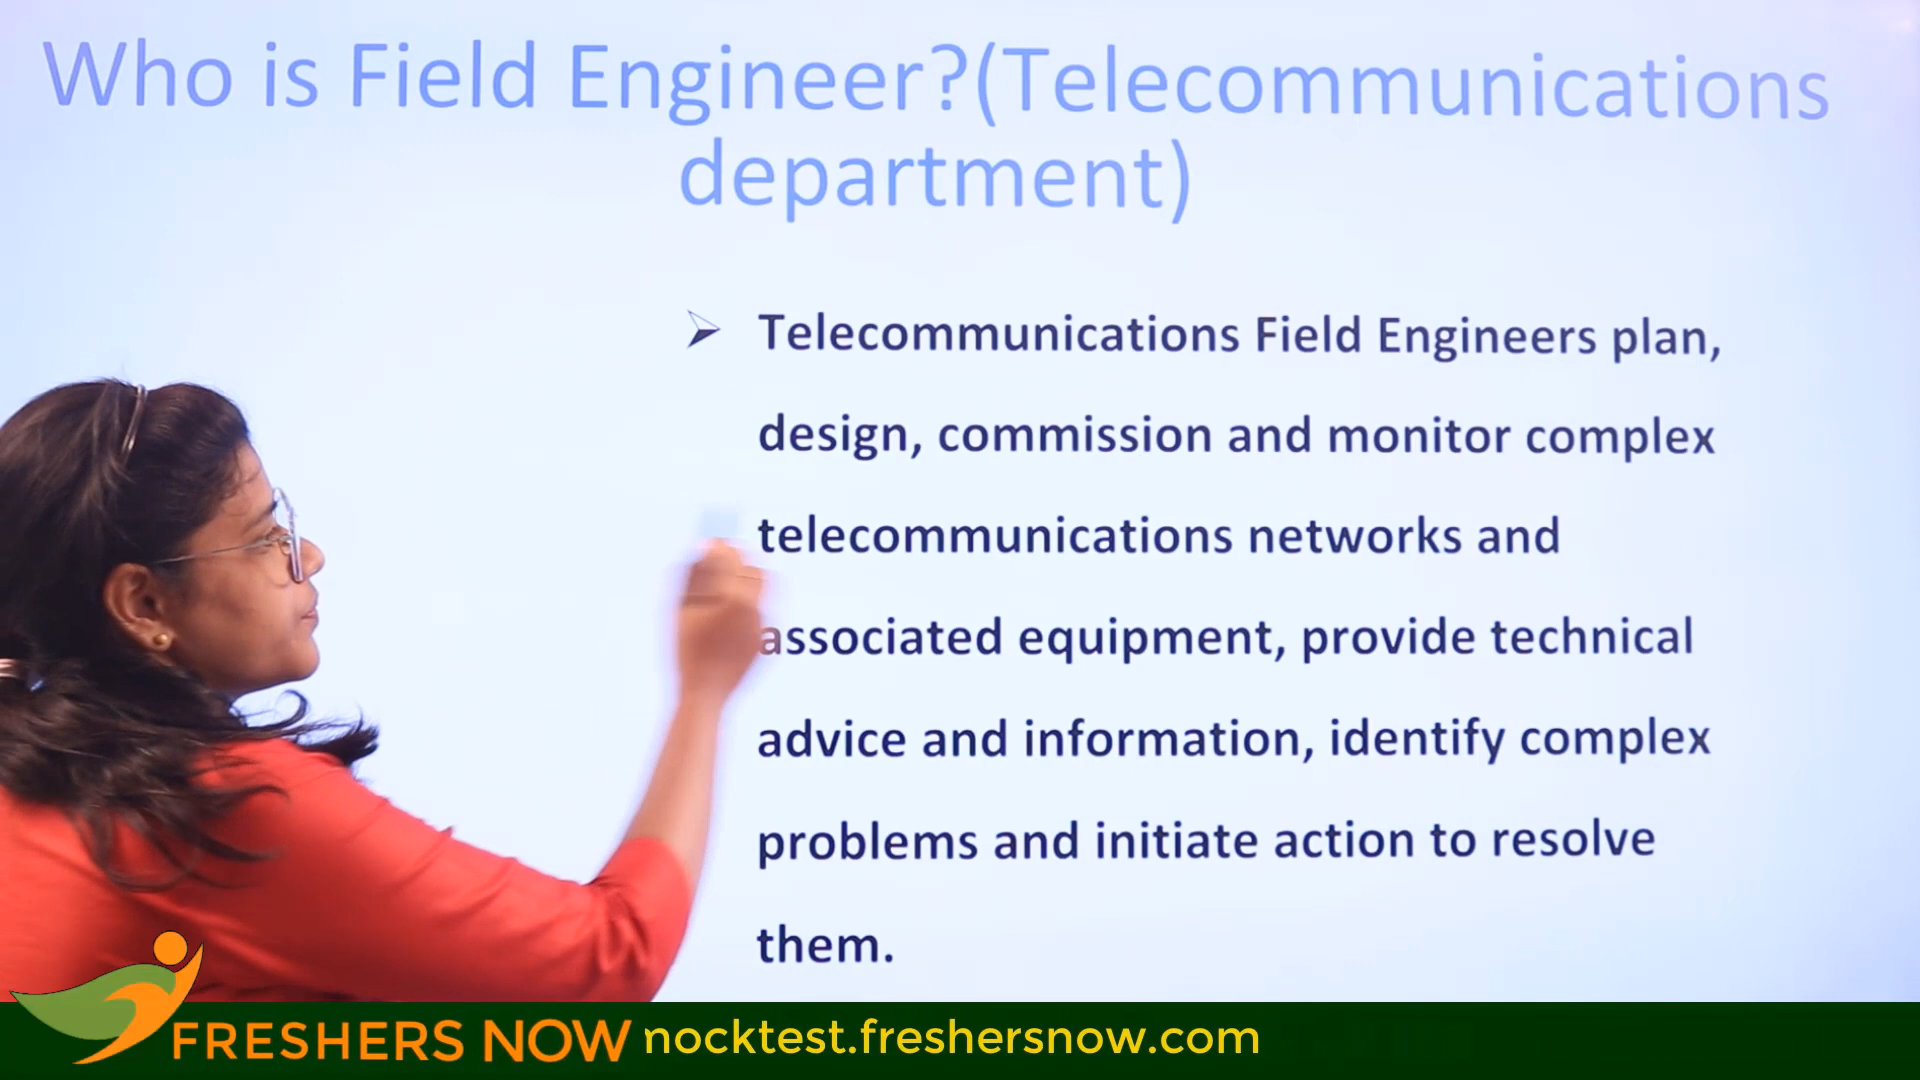 Who is Field Engineer?(Telecommunications
department)
Telecommunications Field Engineers plan,
design, commission and monitor complex
telecommunications networks and
associated equipment, provide technical
advice and information, identify complex
problems and initiate action to resolve
them.
FRESHERS NOW nocktest.freshersnow.com